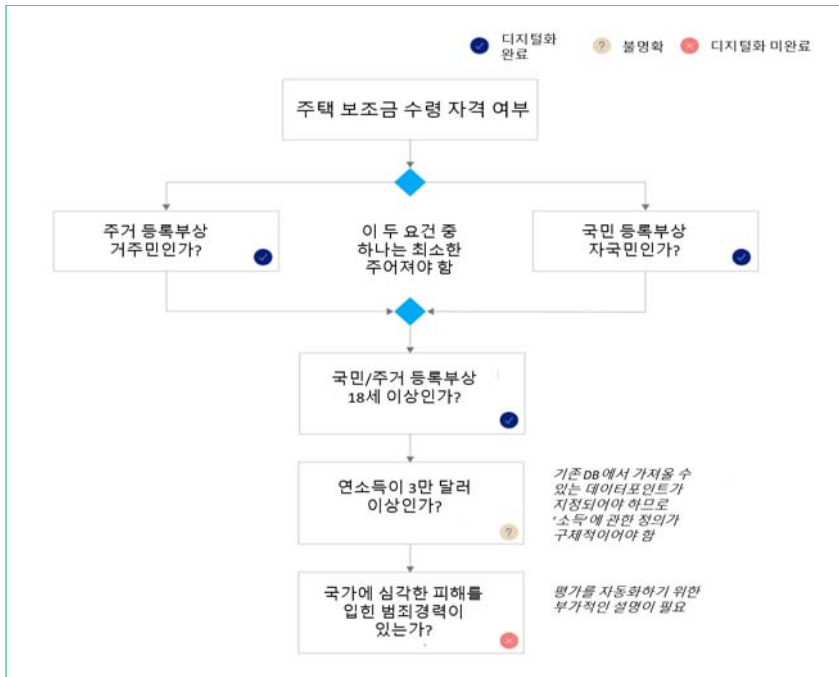 디지털화
완료
불명확
디지털화 미완료
주택 보조금 수령 자격 여부
주거 등록부상
거주민인가?
이 두 요건 중
하나는 최소한
주어져야 함
국민 등록부상
자국민인가?
국민/주거 등록부상
18세 이상인가?
연소득이 3만 달러
이상인가?
?
기존 DB에서 가져올 수
있는 데이터포인트가
지정되어야 하므로
‘소득’에 관한 정의가
구체적이어야 함
국가에 심각한 피해를
입힌 범죄경력이
있는가?
평가를 자동화하기 위한
부가적인 설명이 필요